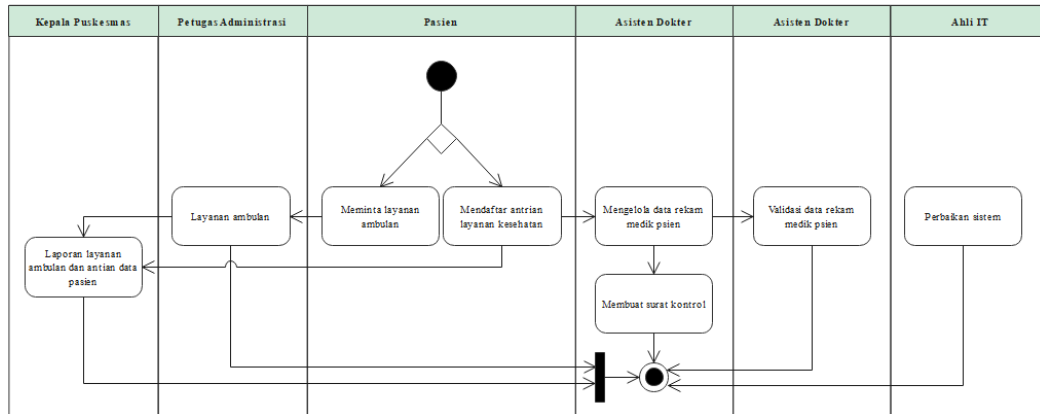 Kepala Puskesmas
Petugas Administrasi
Pasien
Asisten Dokter
Asisten Dokter
Ahli IT
Layanan ambulan
Meminta layanan
ambulan
Mendaftar antrian
layanan kesehatan
Mengelola data rekam
medik psien
Validasi data rekam
medik psien
Perbaikan sistem
Laporan layanan
ambulan dan antian data
pasien
Membuat surat kontrol